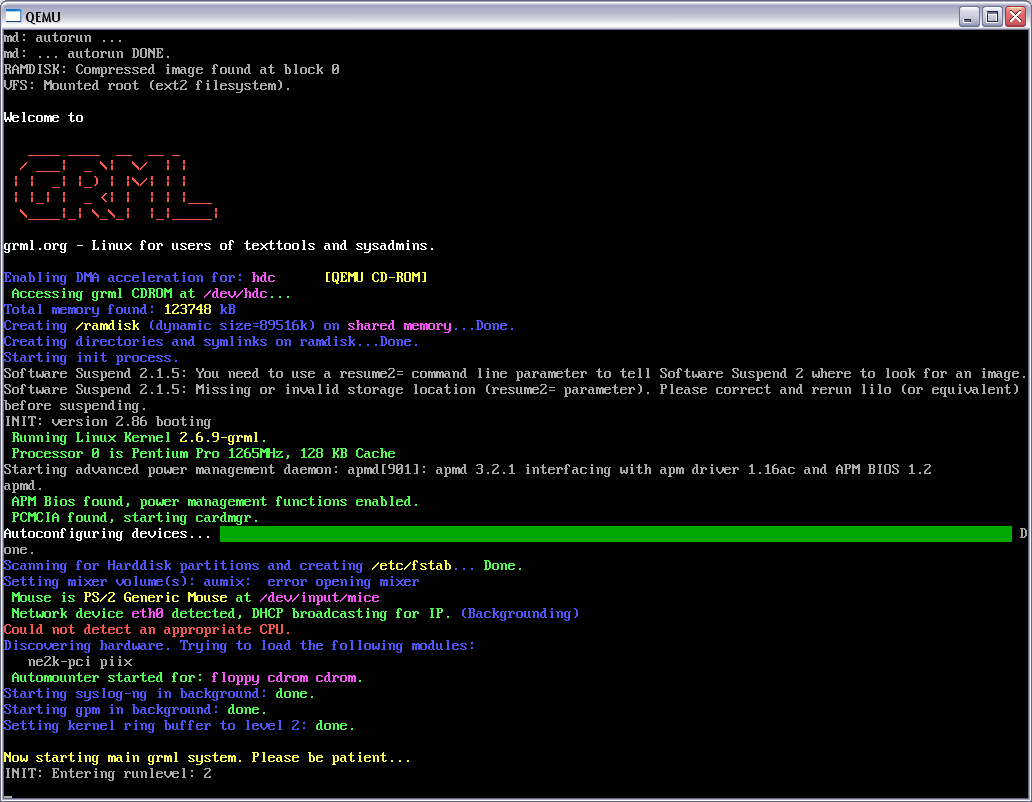 QEMU
md: autorun ...
md: ... autorun DONE.
RAMDISK: Compressed image found at block 0
VFS: Mounted root (ext2 filesystem).
Welcome to
GRML
grml.org - Linux for users of texttools and sysadmins.
Enabling DMA acceleration for: hdc      [QEMU CD-ROM]
Accessing grml CDROM at /dev/hdc...
Total memory found: 123748 kB
Creating /ramdisk (dynamic size=89516k) on shared memory...Done.
Creating directories and symlinks on ramdisk...Done.
Starting init process.
Software Suspend 2.1.5: You need to use a resume2= command line parameter to tell Software Suspend 2 where to look for an image.
Software Suspend 2.1.5: Missing or invalid storage location (resume2= parameter). Please correct and rerun lilo (or equivalent)
before suspending.
INIT: version 2.86 booting
Running Linux Kernel 2.6.9-grml.
Processor 0 is Pentium Pro 1265MHz, 128 KB Cache
Starting advanced power management daemon: apmd[901]: apmd 3.2.1 interfacing with apm driver 1.16ac and APM BIOS 1.2
apmd.
APM Bios found, power management functions enabled.
PCMCIA found, starting cardmgr.
Autoconfiguring devices... D
one.
Scanning for Harddisk partitions and creating /etc/fstab... Done.
Setting mixer volume(s): aumix:  error opening mixer
Mouse is PS/2 Generic Mouse at /dev/input/mice
Network device eth0 detected, DHCP broadcasting for IP. (Backgrounding)
Could not detect an appropriate CPU.
Discovering hardware. Trying to load the following modules:
ne2k-pci piix
Automounter started for: floppy cdrom cdrom.
Starting syslog-ng in background: done.
Starting gpm in background: done.
Setting kernel ring buffer to level 2: done.
Now starting main grml system. Please be patient...
INIT: Entering runlevel: 2